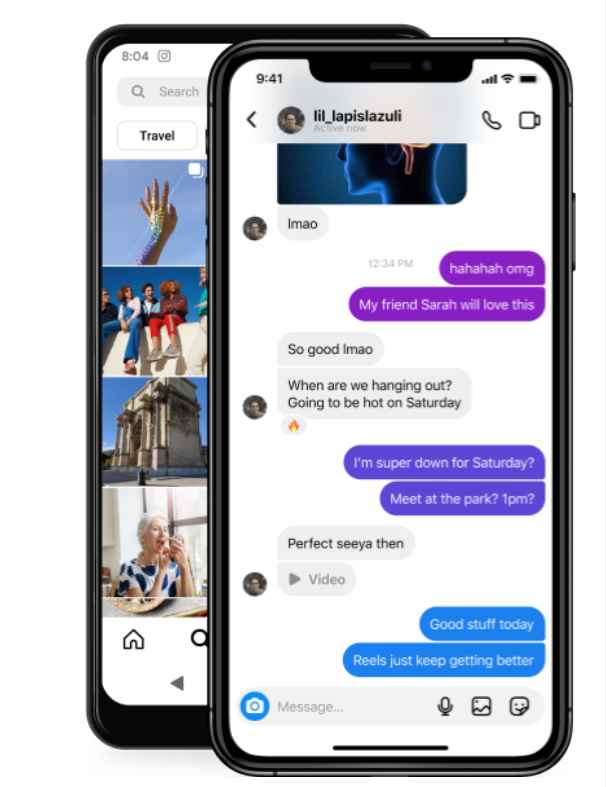 8:04
Search
Travel
9:41
lil_lapislazuli
Active now
lmao
12:34 PM
hahahah omg
My friend Sarah will love this
So good lmao
When are we hanging out?
Going to be hot on Saturday
I'm super down for Saturday?
Meet at the park? 1pm?
Perfect seeya then
Video
Good stuff today
Reels just keep getting better
Message...